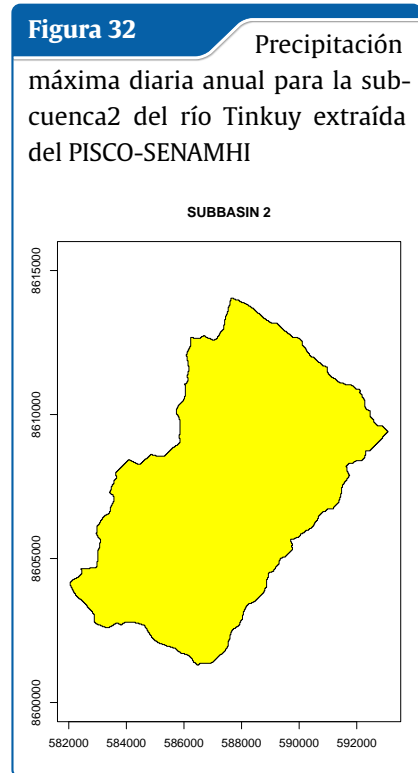 Figura 32
Precipitación
máxima diaria anual para la sub-
cuenca2 del río Tinkuy extraída
del PISCO-SENAMHI
SUBBASIN 2
8615000
8610000
8605000
8600000
582000 584000 586000 588000 590000 592000